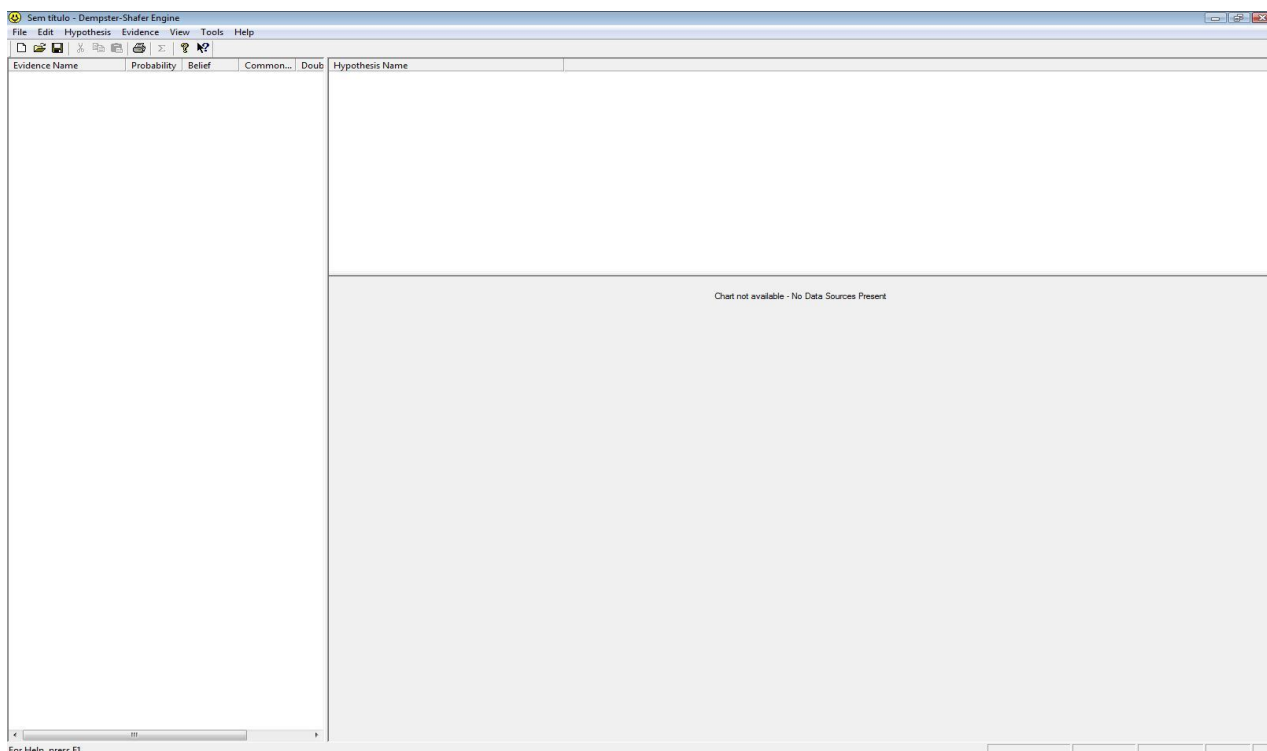 Sem título - Dempster-Shafer Engine
File Edit Hypothesis Evidence View Tools Help
Evidence Name Probability Belief Common... Doub Hypothesis Name
Chart not available - No Data Sources Present
For Help, press F1